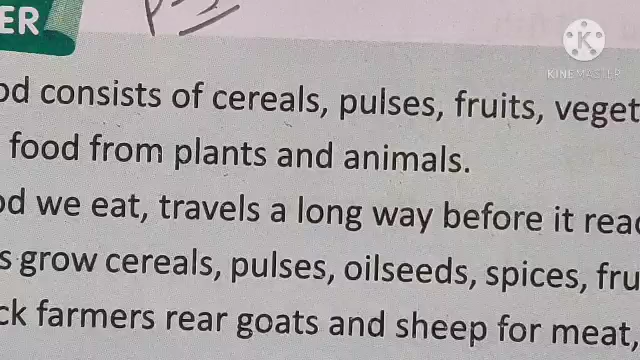 ER
KINEMASTER
od consists of cereals, pulses, fruits, veget
food from plants and animals.
od we eat, travels a long way before it read
s grow cereals, pulses, oilseeds, spices, fru
ck farmers rear goats and sheep for meat,